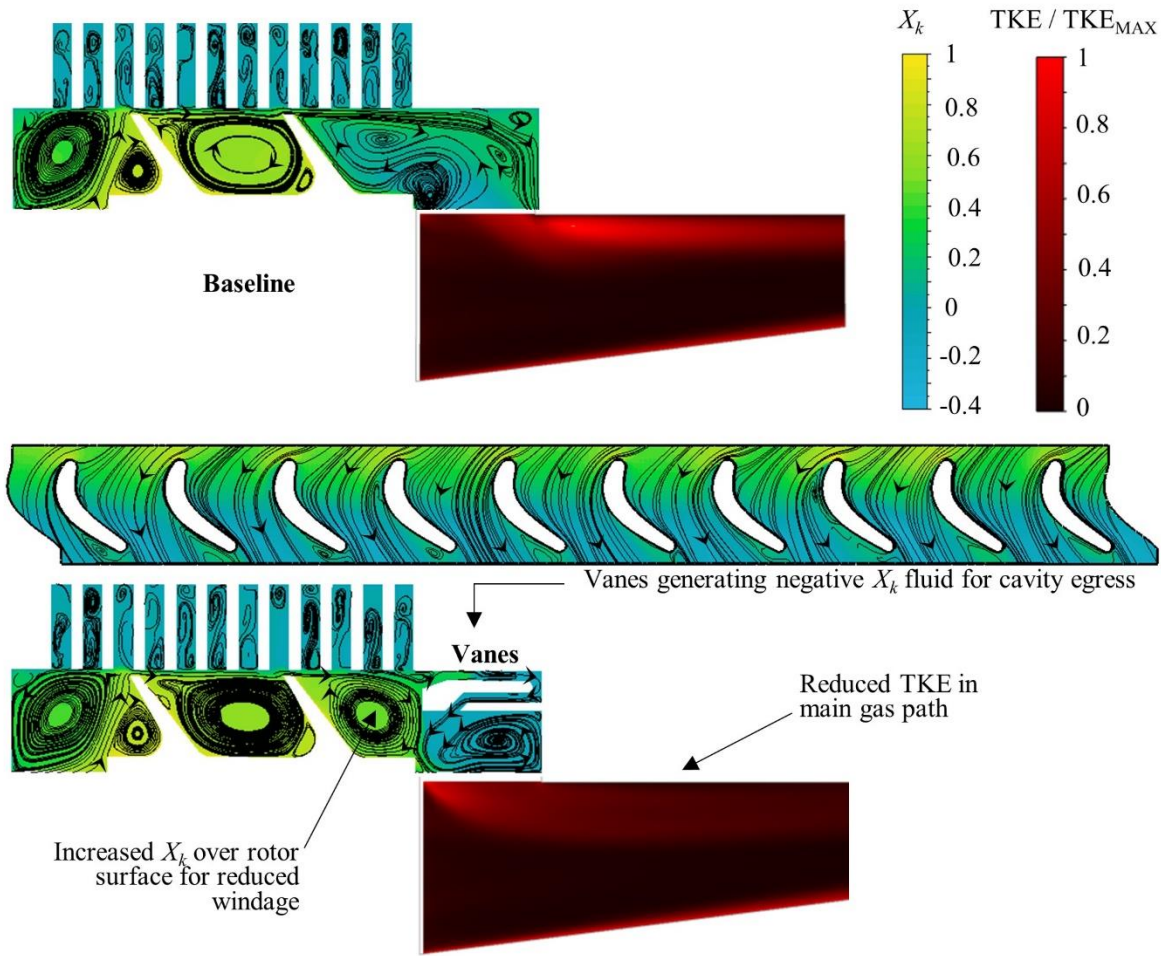 X_k
TKE / TKE_MAX
1
0.8
0.6
0.4
0.2
0
-0.2
-0.4
1
0.8
0.6
0.4
0.2
0
Baseline
Vanes generating negative X_k fluid for cavity egress
Vanes
Reduced TKE in
main gas path
Increased X_k over rotor
surface for reduced
windage